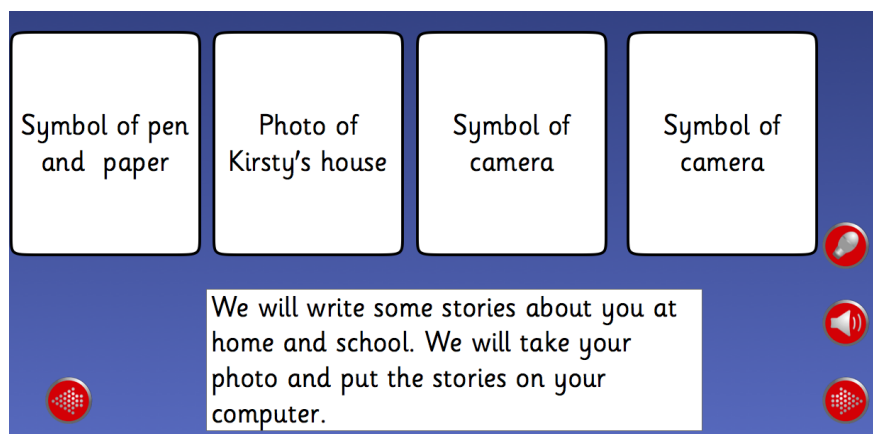 Symbol of pen
and paper
Photo of
Kirsty's house
Symbol of
camera
Symbol of
camera
We will write some stories about you at
home and school. We will take your
photo and put the stories on your
computer.